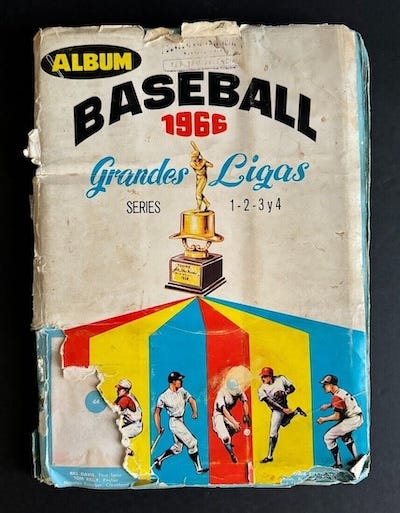 ALBUM
BASEBALL
1966
Grandes Ligas
SERIES 1-2-3 y 4